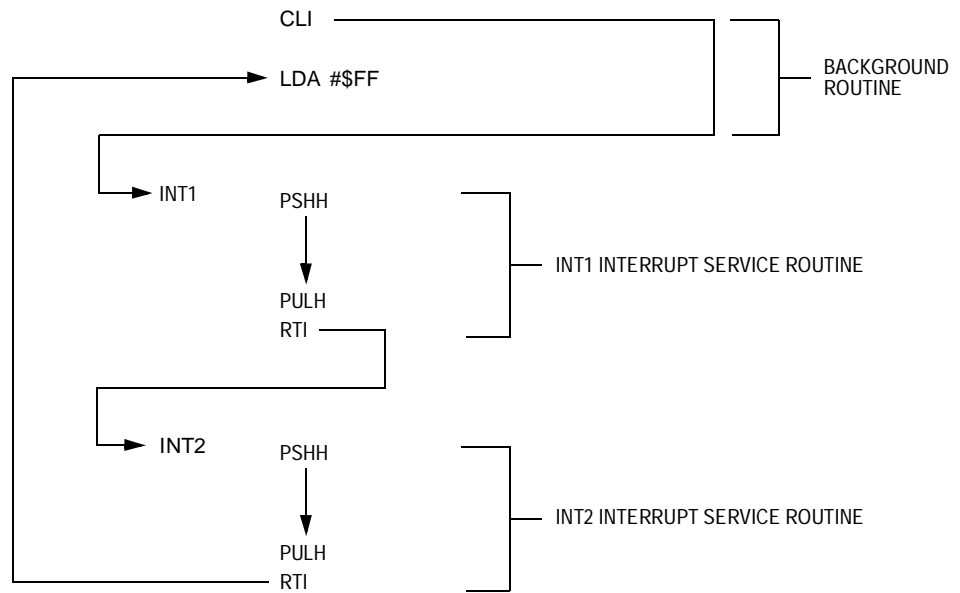 CLI
LDA #$FF
BACKGROUND
ROUTINE
INT1
PSHH
PULH
RTI
INT1 INTERRUPT SERVICE ROUTINE
INT2
PSHH
PULH
RTI
INT2 INTERRUPT SERVICE ROUTINE